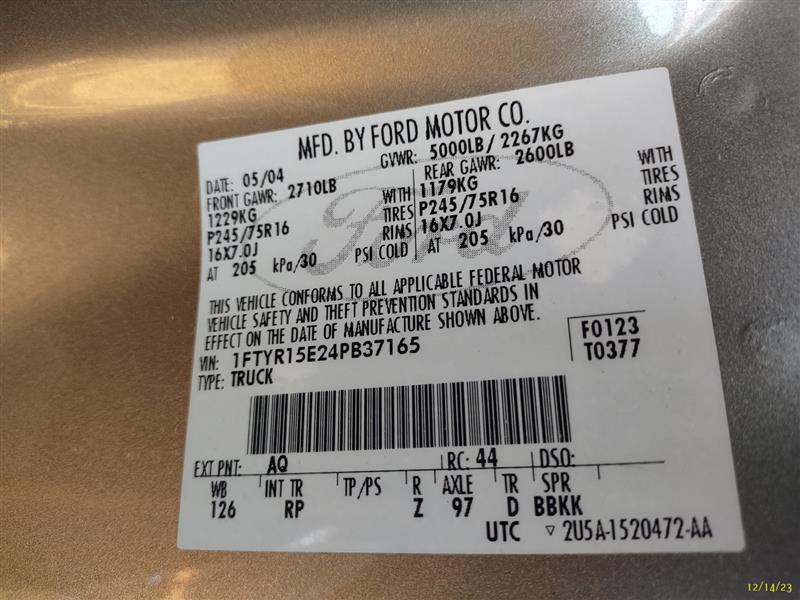 MFD. BY FORD MOTOR CO.
DATE: 05/04 GVWR: 5000LB/ 2267KG
FRONT GAWR: 2710LB REAR GAWR: 2600LB
1229KG WITH 1179KG WITH
P245/75R16 TIRES P245/75R16 TIRES
16X7.0J RIMS 16X7.0J RIMS
AT 205 kPa/30 PSI COLD AT 205 kPa/30 PSI COLD
Ford
THIS VEHICLE CONFORMS TO ALL APPLICABLE FEDERAL MOTOR
VEHICLE SAFETY AND THEFT PREVENTION STANDARDS IN
EFFECT ON THE DATE OF MANUFACTURE SHOWN ABOVE.
VIN: 1FTYR15E24PB37165 F0123
TYPE: TRUCK T0377
EXT PNT: AQ RC: 44 DSO:
WB INT TR TP/PS R AXLE TR SPR
126 RP Z 97 D BBKK
UTC ▽ 2U5A-1520472-AA
12/14/23